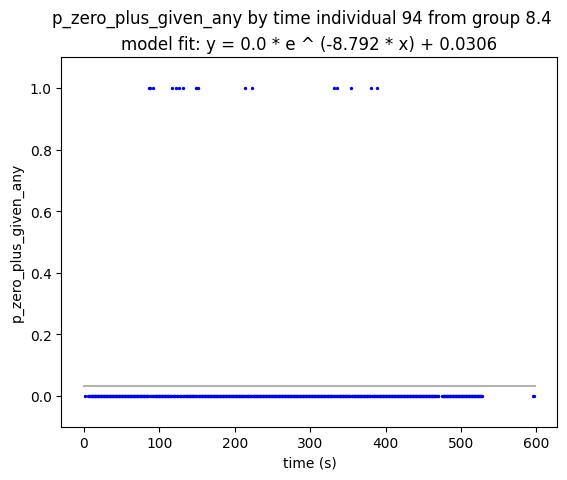 p_zero_plus_given_any by time individual 94 from group 8.4
model fit: y = 0.0 * e ^ (-8.792 * x) + 0.0306
1.0
0.8
0.6
0.4
0.2
0.0
p_zero_plus_given_any
0 100 200 300 400 500 600
time (s)